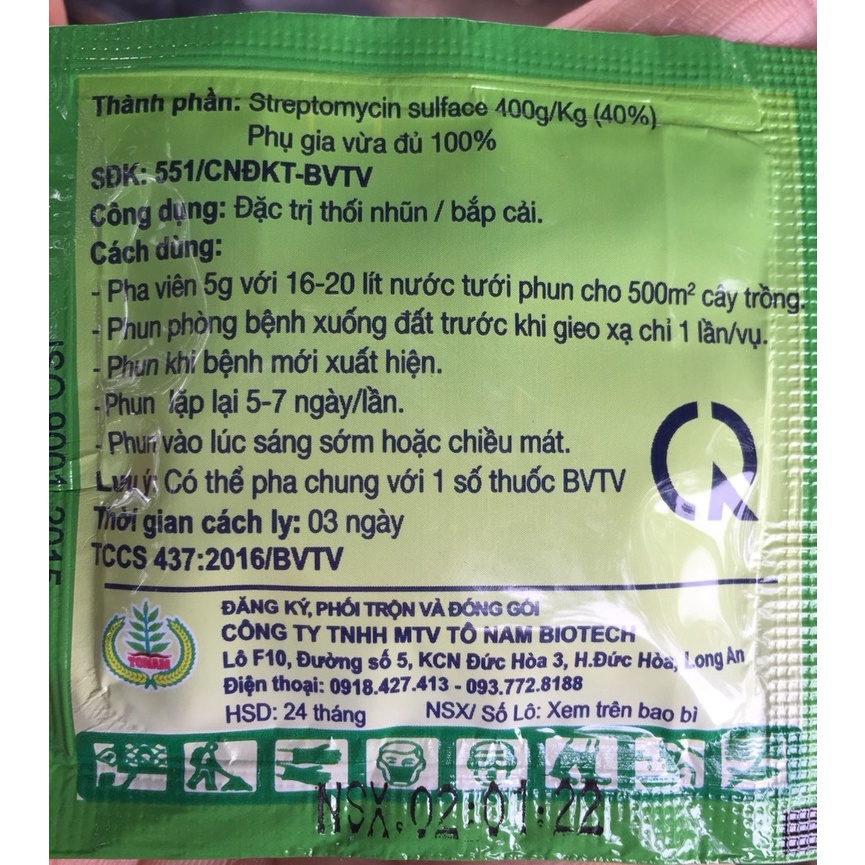 Thành phần: Streptomycin sulface 400g/Kg (40%)
Phụ gia vừa đủ 100%
SĐK: 551/CNĐKT-BVTV
Công dụng: Đặc trị thối nhũn / bắp cải.
Cách dùng:
- Pha viên 5g với 16-20 lít nước tưới phun cho 500m² cây trồng.
- Phun phòng bệnh xuống đất trước khi gieo xạ chỉ 1 lần/vụ.
- Phun khi bệnh mới xuất hiện.
- Phun lặp lại 5-7 ngày/lần.
- Phun vào lúc sáng sớm hoặc chiều mát.
Lưu ý: Có thể pha chung với 1 số thuốc BVTV
Thời gian cách ly: 03 ngày
TCCS 437:2016/BVTV
ISO 9001:2015
ĐĂNG KÝ, PHỐI TRỘN VÀ ĐÓNG GÓI
CÔNG TY TNHH MTV TÔ NAM BIOTECH
TONAM
Lô F10, Đường số 5, KCN Đức Hòa 3, H.Đức Hòa, Long An
Điện thoại: 0918.427.413 - 093.772.8188
HSD: 24 tháng NSX/ Số Lô: Xem trên bao bì
NSX.02:01:22